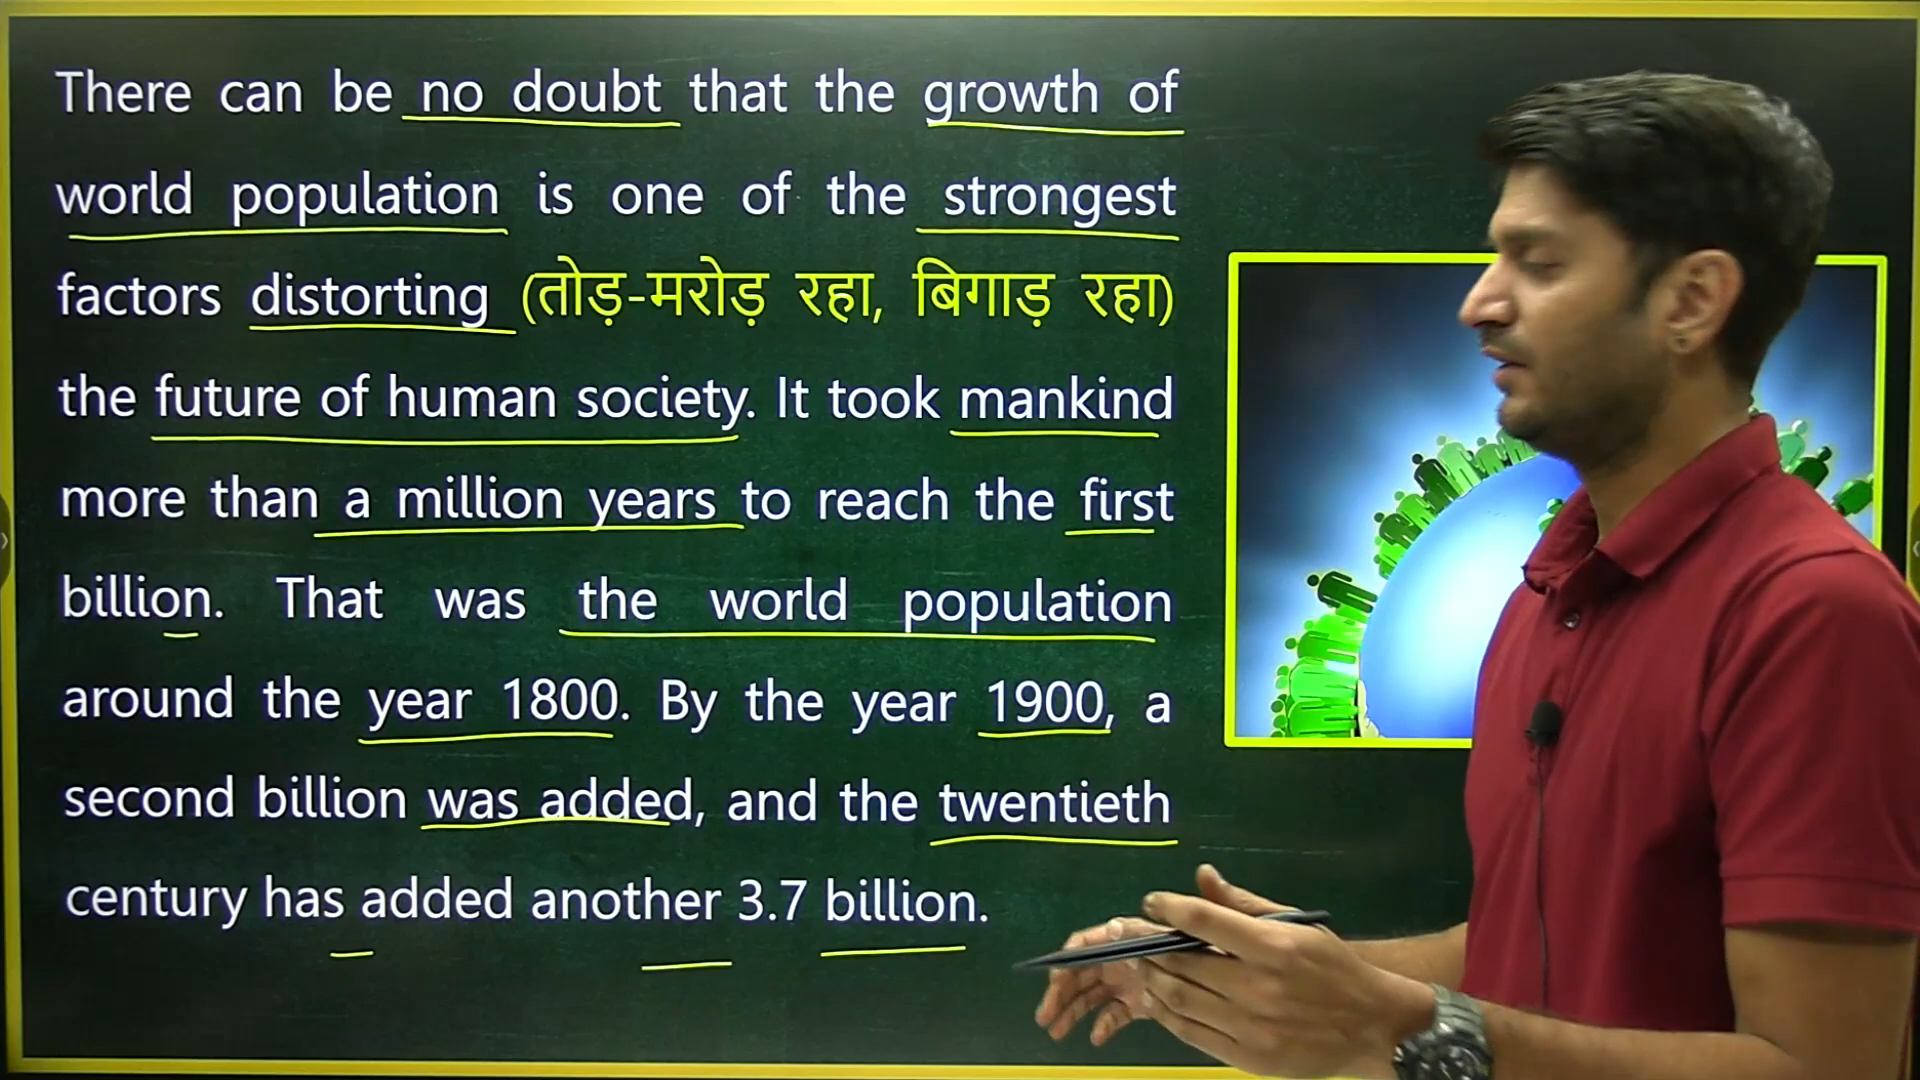 There can be no doubt that the growth of
world population is one of the strongest
factors distorting (तोड़-मरोड़ रहा, बिगाड़ रहा)
the future of human society. It took mankind
more than a million years to reach the first
billion. That was the world population
around the year 1800. By the year 1900, a
second billion was added, and the twentieth
century has added another 3.7 billion.